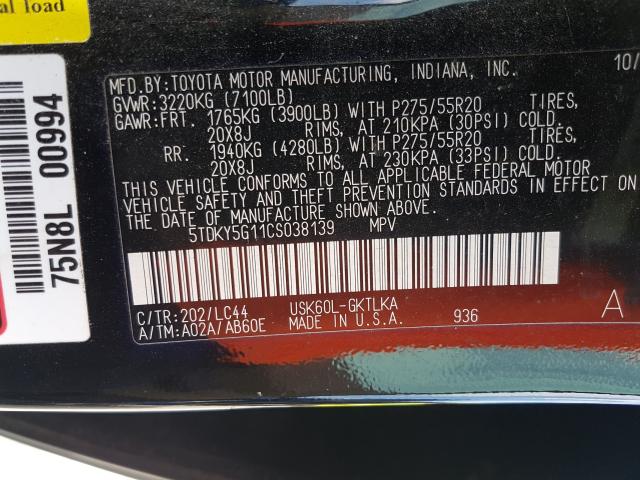 al load
75N8L 00994
MFD.BY:TOYOTA MOTOR MANUFACTURING, INDIANA, INC. 10/
GVWR:3220KG (7100LB)
GAWR:FRT. 1765KG (3900LB) WITH P275/55R20 TIRES,
20X8J RIMS, AT 210KPA (30PSI) COLD.
RR. 1940KG (4280LB) WITH P275/55R20 TIRES,
20X8J RIMS, AT 230KPA (33PSI) COLD.
THIS VEHICLE CONFORMS TO ALL APPLICABLE FEDERAL MOTOR
VEHICLE SAFETY AND THEFT PREVENTION STANDARDS IN EFFECT ON
THE DATE OF MANUFACTURE SHOWN ABOVE.
5TDKY5G11CS038139 MPV
C/TR:202/LC44 USK60L-GKTLKA
A/TM:A02A/AB60E MADE IN U.S.A. 936 A